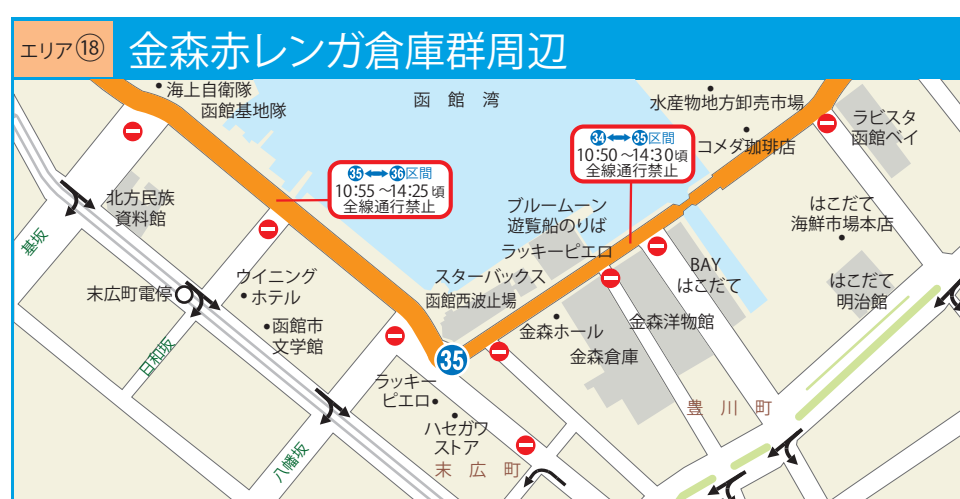 エリア⑱
金森赤レンガ倉庫群周辺
海上自衛隊
函館基地隊
函館湾
水産物地方卸売市場
コメダ珈琲店
ラビスタ
函館ベイ
㉞⟷㉟区間
10:50～14:30頃
全線通行禁止
㉟⟷㊱区間
10:55～14:25頃
全線通行禁止
北方民族
資料館
ブルームーン
遊覧船のりば
ラッキーピエロ
はこだて
海鮮市場本店
基坂
末広町電停
ウイニング
ホテル
スターバックス
函館西波止場
BAY
はこだて
はこだて
明治館
函館市
文学館
金森ホール
金森洋物館
金森倉庫
日和坂
35
ラッキー
ピエロ
ハセガワ
ストア
豊川町
末広町
八幡坂